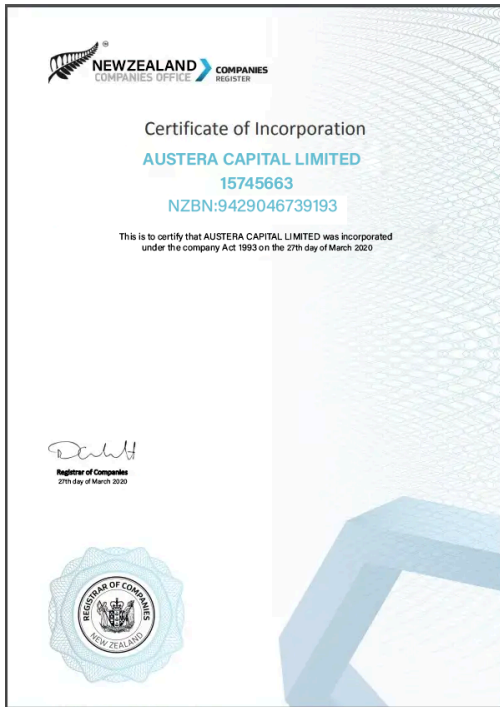 NEWZEALAND
COMPANIES OFFICE
COMPANIES
REGISTER
Certificate of Incorporation
AUSTERA CAPITAL LIMITED
15745663
NZBN:9429046739193
This is to certify that AUSTERA CAPITAL LIMITED was incorporated
under the company Act 1993 on the 27th day of March 2020
Registrar of Companies
27th day of March 2020
REGISTRAR OF COMPANIES
NEW ZEALAND